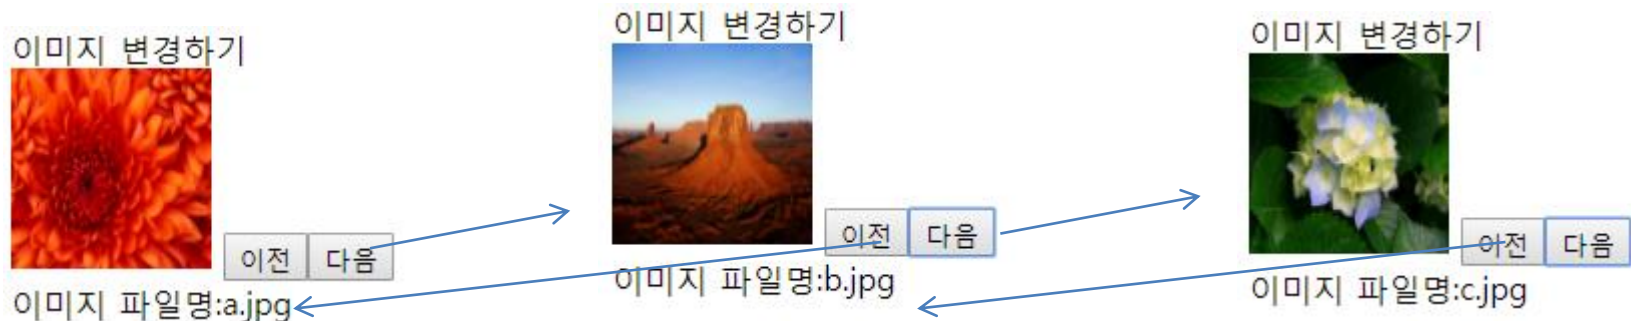 이미지 변경하기
이전 다음
이미지 파일명:a.jpg
이미지 변경하기
이전 다음
이미지 파일명:b.jpg
이미지 변경하기
이전 다음
이미지 파일명:c.jpg